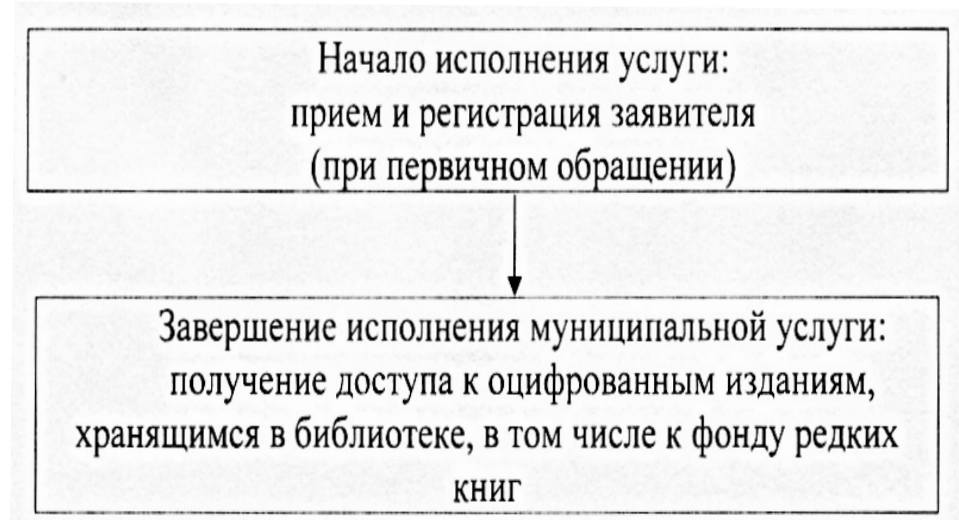 Начало исполнения услуги:
прием и регистрация заявителя
(при первичном обращении)
Завершение исполнения муниципальной услуги:
получение доступа к оцифрованным изданиям,
хранящимся в библиотеке, в том числе к фонду редких
книг